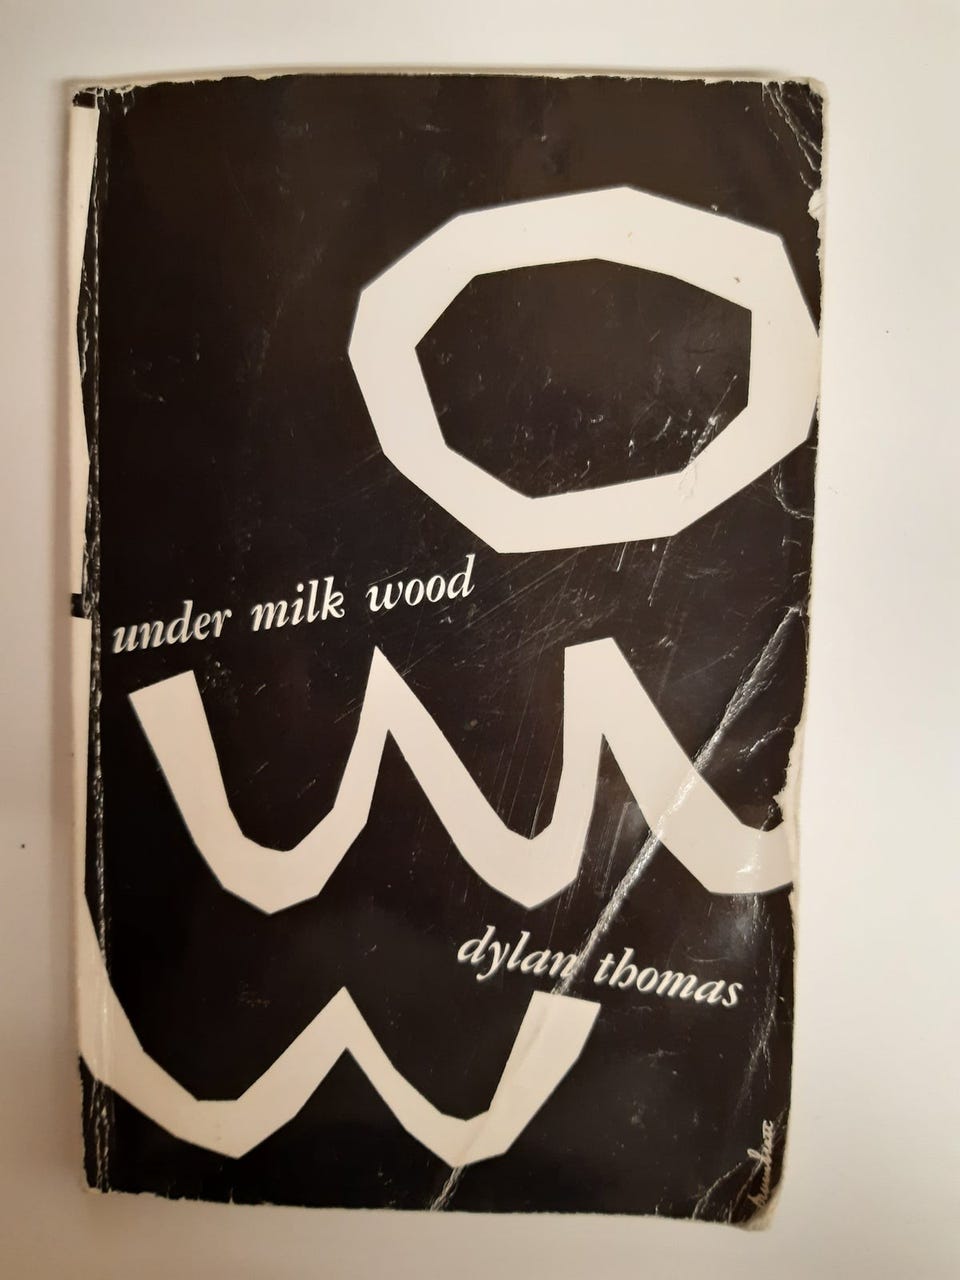 under milk wood
dylan thomas